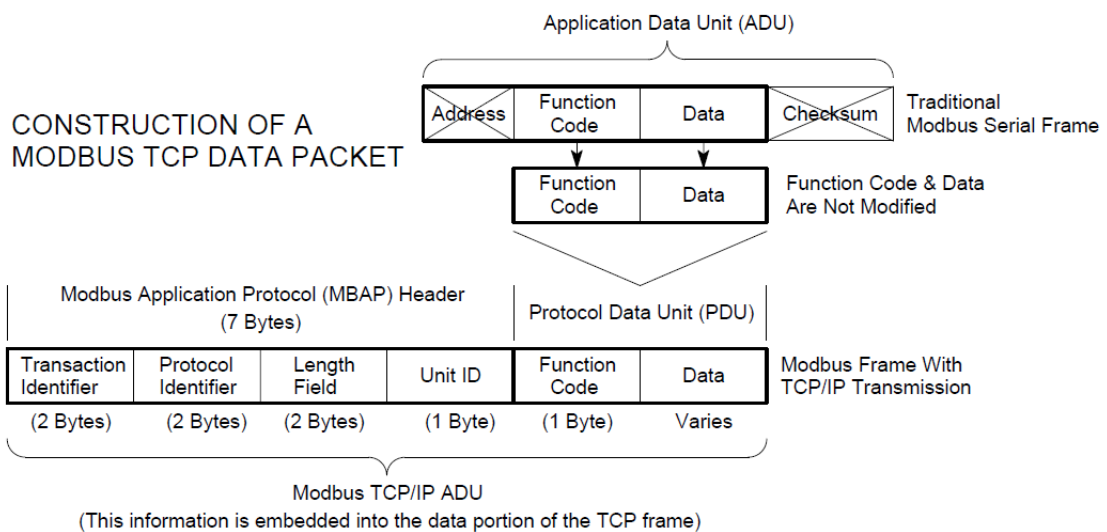 Application Data Unit (ADU)
CONSTRUCTION OF A
MODBUS TCP DATA PACKET
Address
Function
Code
Data
Checksum
Traditional
Modbus Serial Frame
Function
Code
Data
Function Code & Data
Are Not Modified
Modbus Application Protocol (MBAP) Header
(7 Bytes)
Protocol Data Unit (PDU)
Transaction
Identifier
Protocol
Identifier
Length
Field
Unit ID
Function
Code
Data
Modbus Frame With
TCP/IP Transmission
(2 Bytes)
(2 Bytes)
(2 Bytes)
(1 Byte)
(1 Byte)
Varies
Modbus TCP/IP ADU
(This information is embedded into the data portion of the TCP frame)